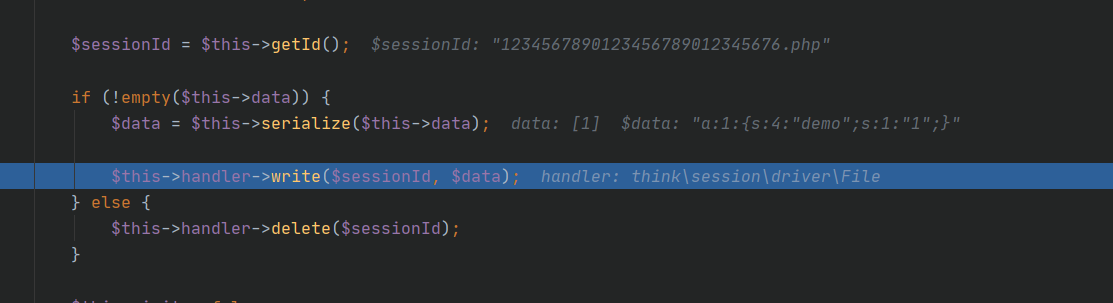 $sessionId = $this->getId(); $sessionId: "12345678901234567890123456​76.php"
if (!empty($this->data)) {
$data = $this->serialize($this->data); data: [1] $data: "a:1:{s:4:"demo";s:1:"1";}"
$this->handler->write($sessionId, $data); handler: think\session\driver\File
} else {
$this->handler->delete($sessionId);
}